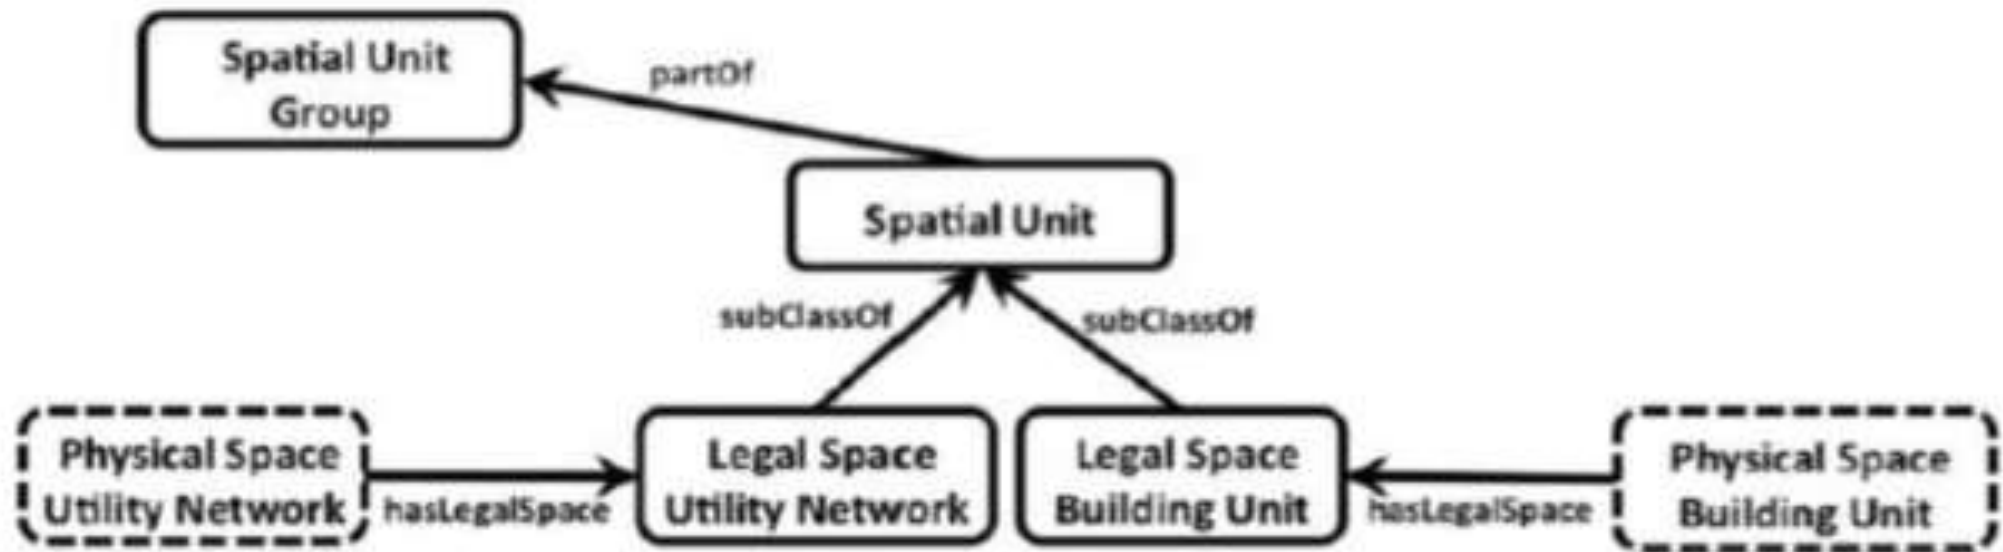 Spatial Unit
Group
partOf
Spatial Unit
subClassOf
subClassOf
Physical Space
Utility Network
hasLegalSpace
Legal Space
Utility Network
Legal Space
Building Unit
hasLegalSpace
Physical Space
Building Unit